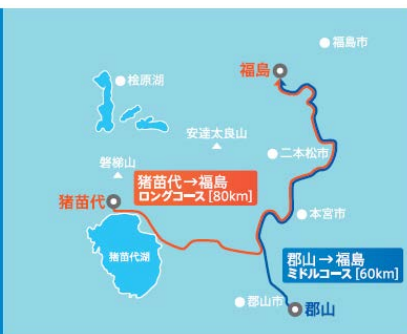 福島市
福島
桧原湖
安達太良山
二本松市
磐梯山
猪苗代→福島
ロングコース [80km]
猪苗代
本宮市
猪苗代湖
郡山→福島
ミドルコース [60km]
郡山市
郡山